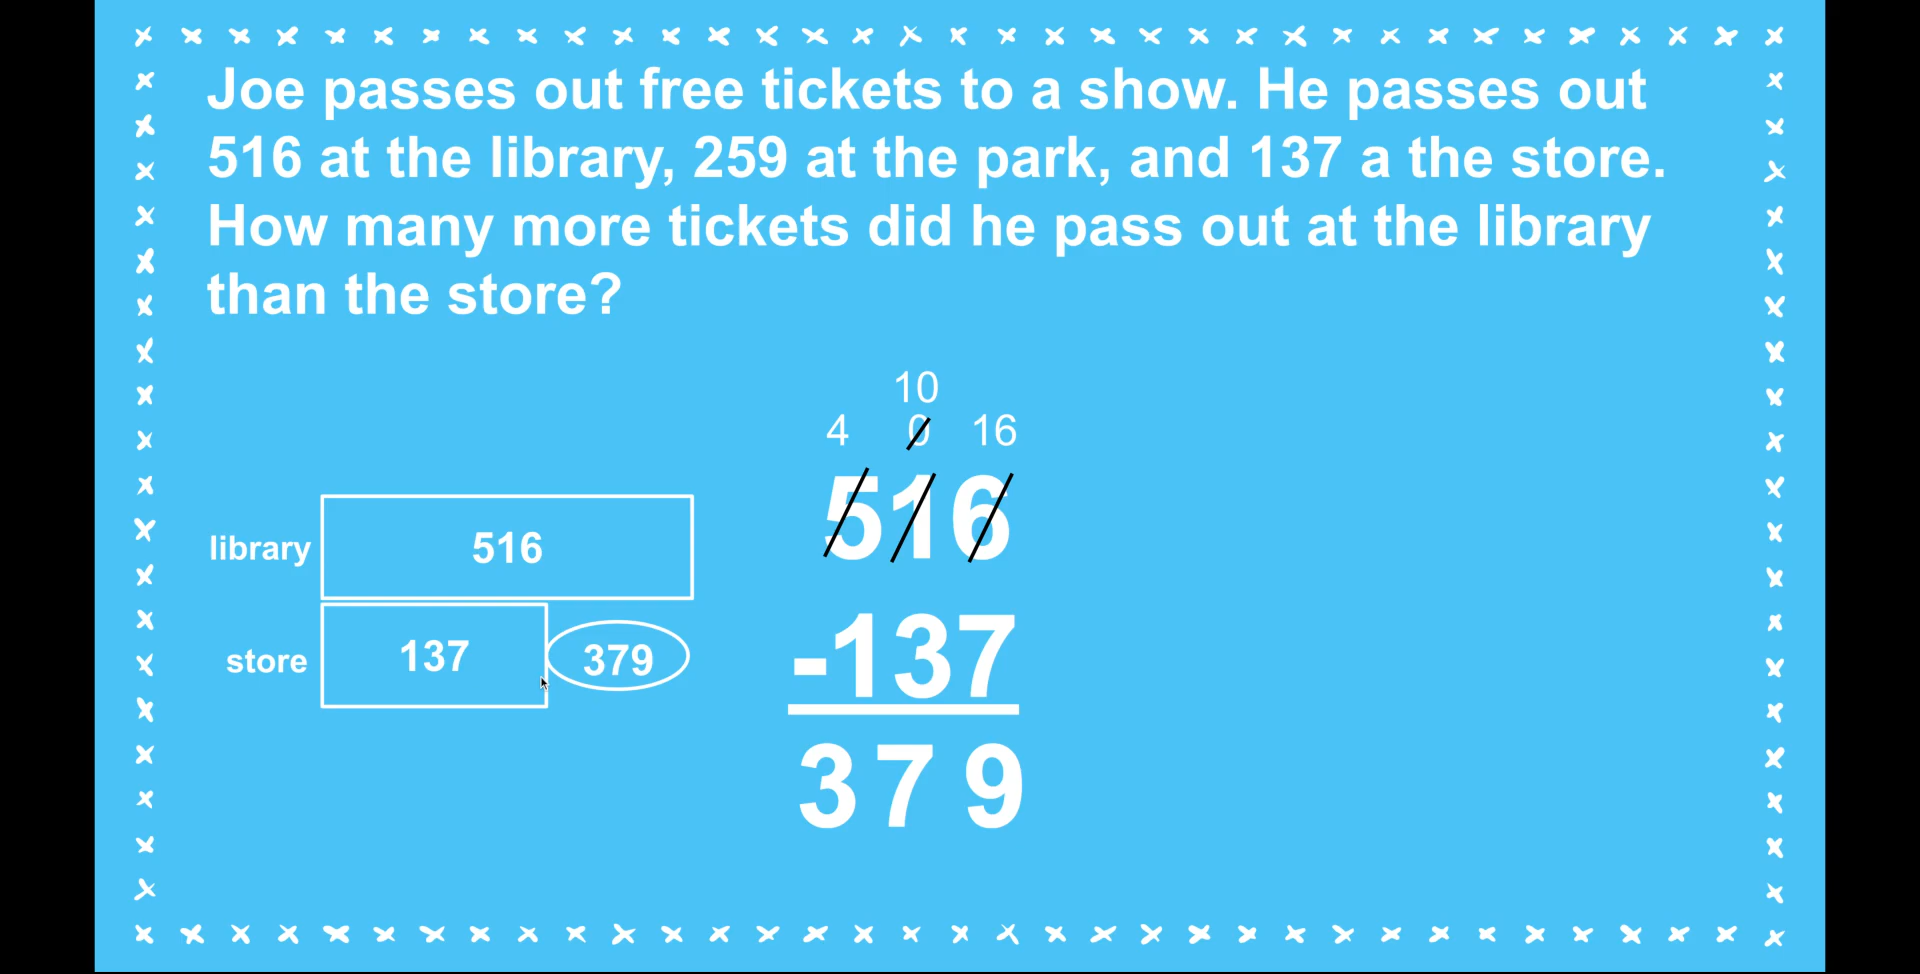 Joe passes out free tickets to a show. He passes out
516 at the library, 259 at the park, and 137 a the store.
How many more tickets did he pass out at the library
than the store?
library 516
store 137 379
10
4 0 16
516
-137
379